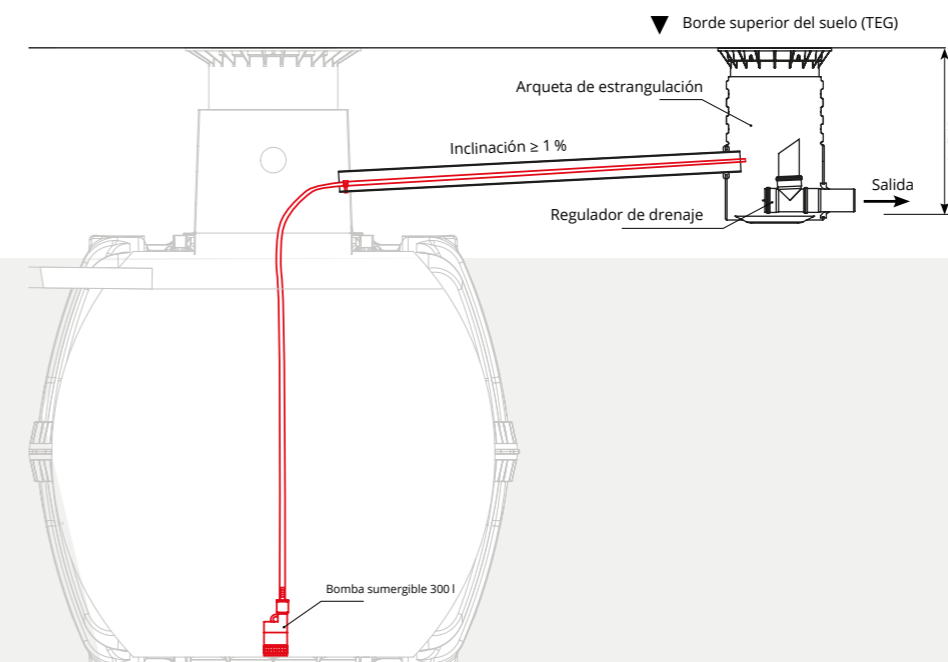 Borde superior del suelo (TEG)
Arqueta de estrangulación
Inclinación ≥ 1 %
Salida
Regulador de drenaje
Bomba sumergible 300 l